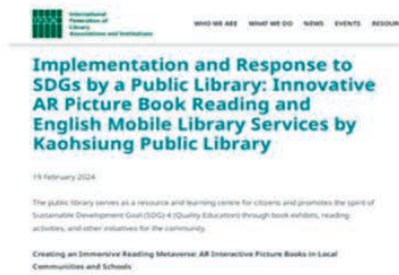 International
Federation of
Library
Associations and Institutions
WHO WE ARE WHAT WE DO NEWS EVENTS RESOUR
Implementation and Response to
SDGs by a Public Library: Innovative
AR Picture Book Reading and
English Mobile Library Services by
Kaohsiung Public Library
19 February 2024
The public library serves as a resource and learning centre for citizens and promotes the spirit of
Sustainable Development Goal (SDG) 4 (Quality Education) through book exhibits, reading
activities, and other initiatives for the community.
Creating an Immersive Reading Metaverse: AR Interactive Picture Books in Local
Communities and Schools